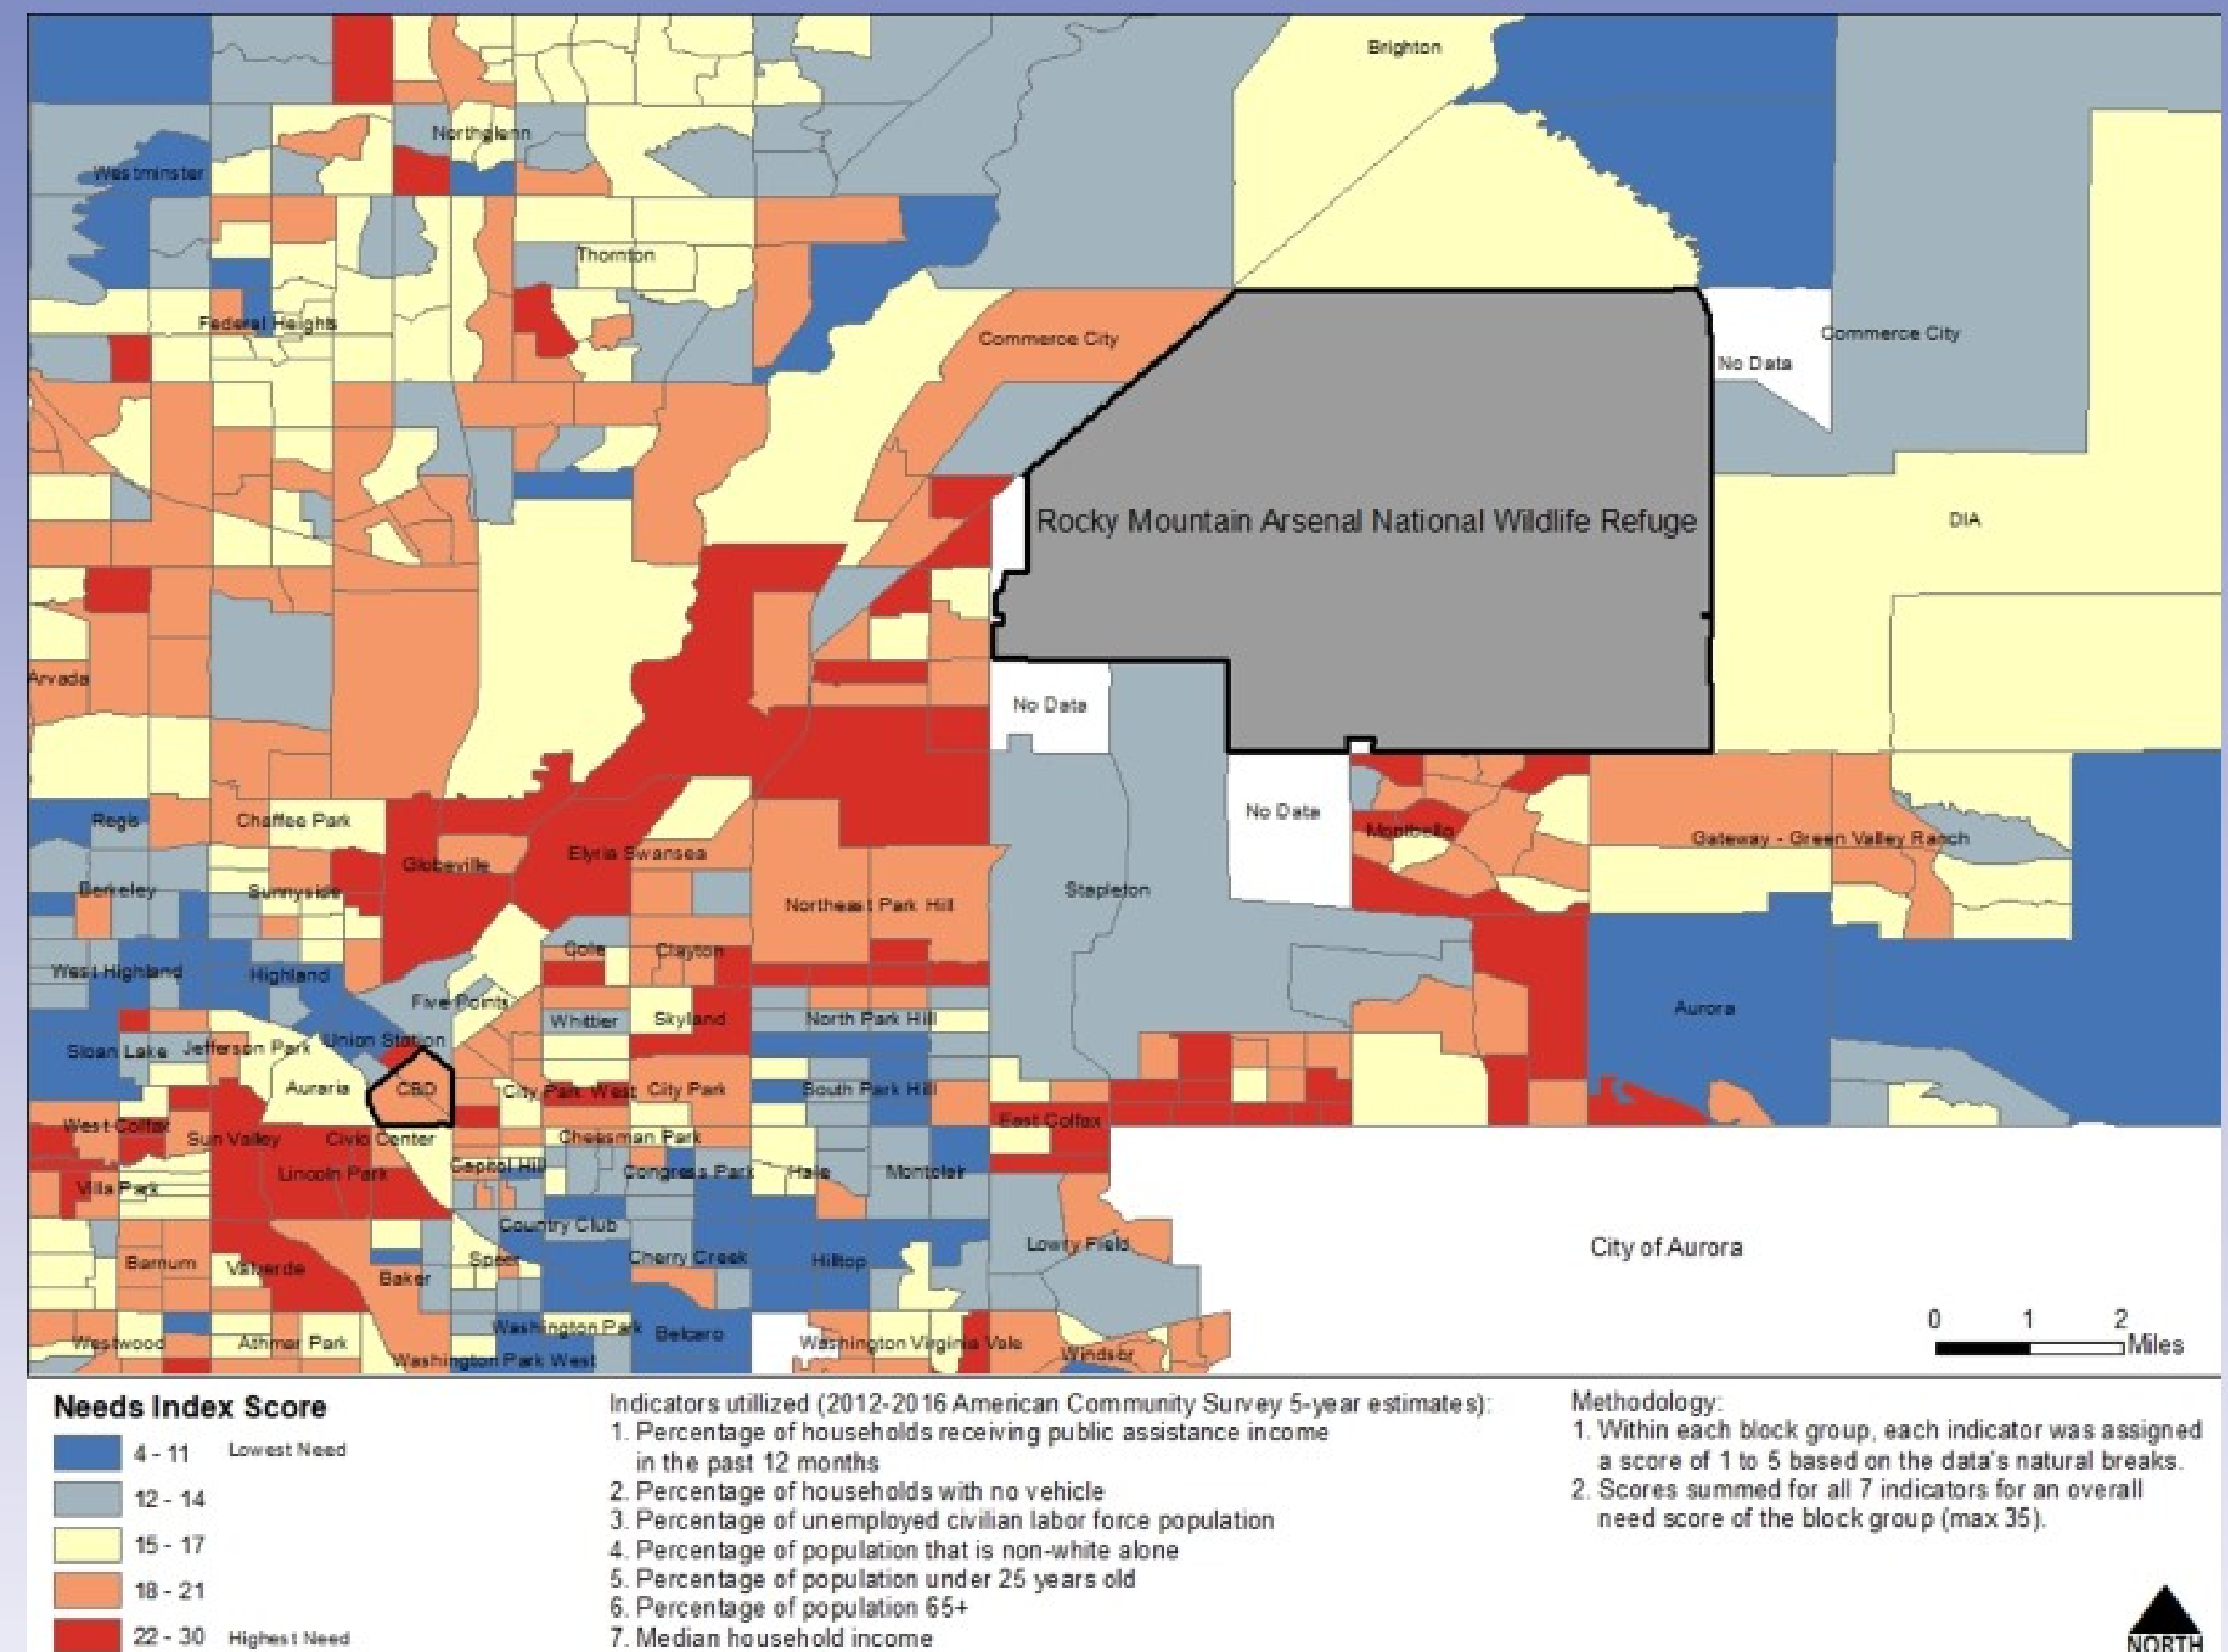 Brighton
Northglenn
Westminster
Thornton
Federal Heights
Commerce City
Commerce City
No Data
Rocky Mountain Arsenal National Wildlife Refuge
DIA
Arvada
No Data
No Data
Regis
Chaffee Park
Globeville
Elyria Swansea
Montbello
Gateway - Green Valley Ranch
Berkeley
Sunnyside
Stapleton
Northeast Park Hill
Cole
Clayton
West Highland
Highland
Five Points
Aurora
Whittier
Skyland
North Park Hill
Union Station
Sloan Lake
Jefferson Park
Auraria
CBD
City Park West
City Park
South Park Hill
East Colfax
West Colfax
Sun Valley
Civic Center
Cheesman Park
Lincoln Park
Capitol Hill
Congress Park
Hale
Montclair
Villa Park
Country Club
Lowry Field
City of Aurora
Barnum
Valverde
Baker
Speer
Cherry Creek
Hilltop
Westwood
Athmar Park
Washington Park
Belcaro
Washington Virginia Vale
Windsor
Washington Park West
0 1 2
Miles
Needs Index Score
4 - 11 Lowest Need
12 - 14
15 - 17
18 - 21
22 - 30 Highest Need
Indicators utillized (2012-2016 American Community Survey 5-year estimates):
1. Percentage of households receiving public assistance income
in the past 12 months
2. Percentage of households with no vehicle
3. Percentage of unemployed civilian labor force population
4. Percentage of population that is non-white alone
5. Percentage of population under 25 years old
6. Percentage of population 65+
7. Median household income
Methodology:
1. Within each block group, each indicator was assigned
a score of 1 to 5 based on the data's natural breaks.
2. Scores summed for all 7 indicators for an overall
need score of the block group (max 35).
NORTH